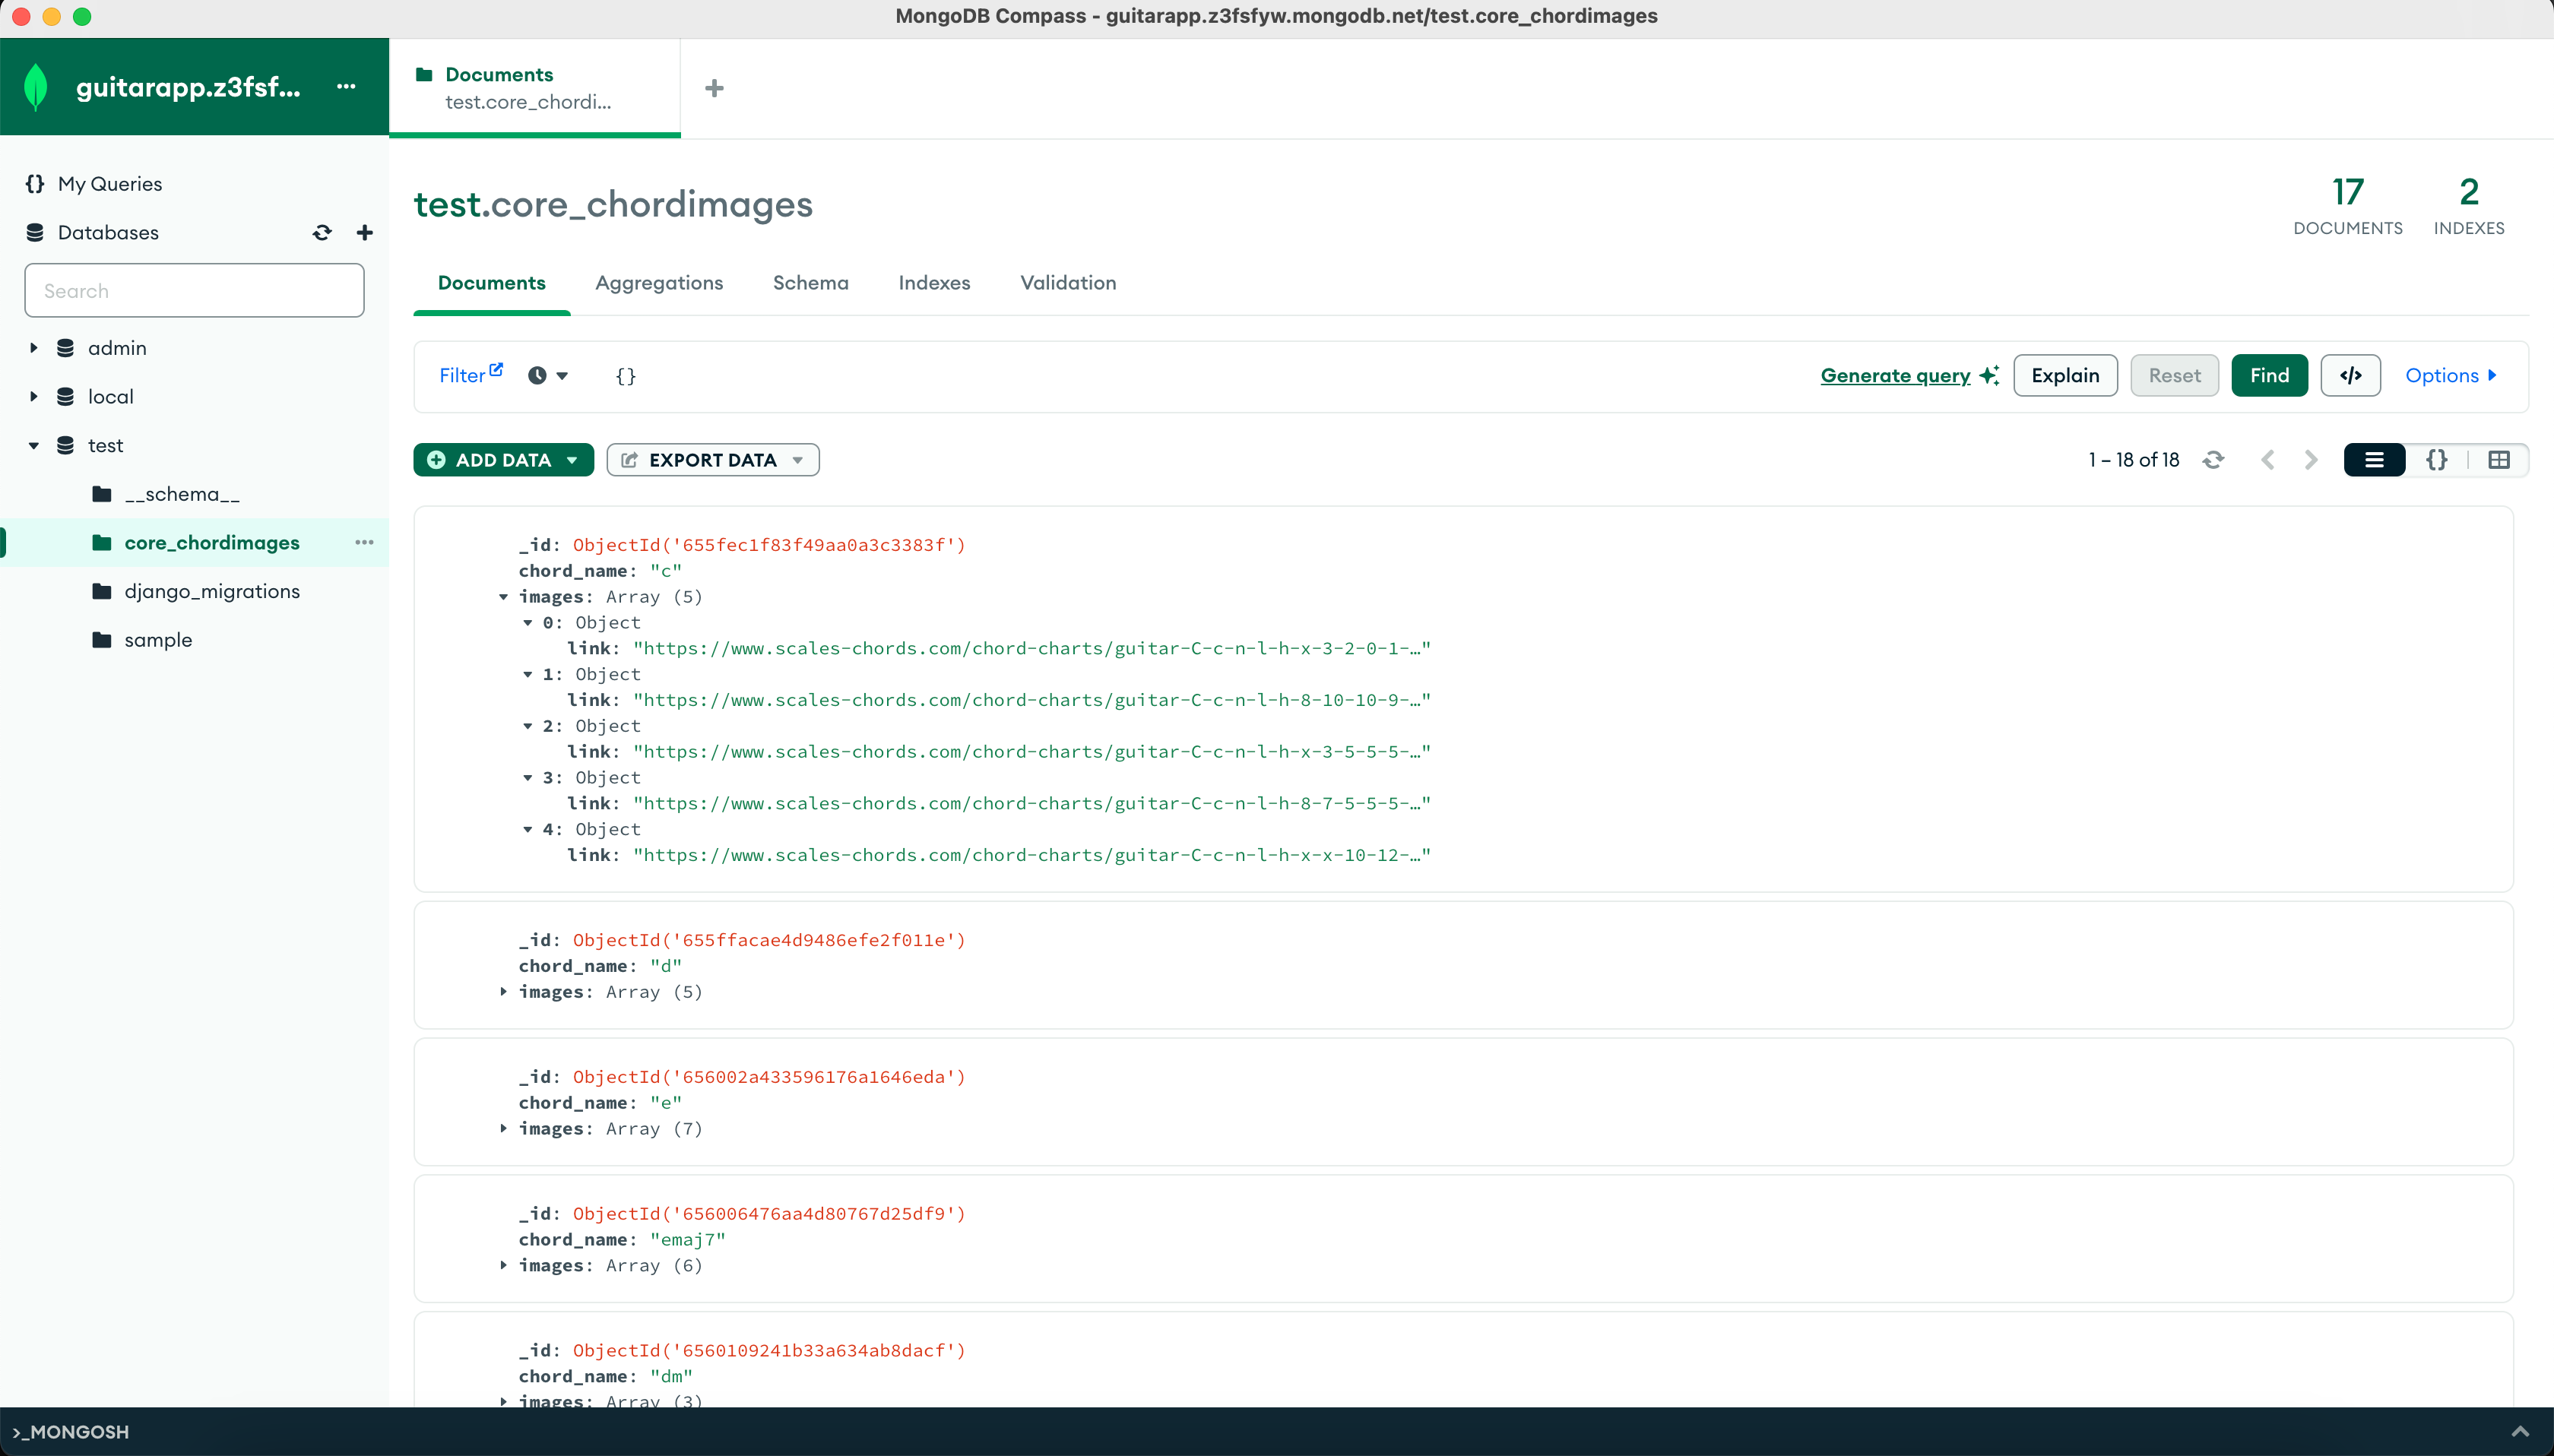 MongoDB Compass - guitarapp.z3fsfyw.mongodb.net/test.core_chordimages
guitarapp.z3fsf...
Documents
test.core_chordi...
My Queries
Databases
Search
admin
local
test
__schema__
core_chordimages
django_migrations
sample
test.core_chordimages
17
DOCUMENTS
2
INDEXES
Documents Aggregations Schema Indexes Validation
Filter {} Generate query Explain Reset Find </> Options
ADD DATA EXPORT DATA 1 – 18 of 18 {}
_id: ObjectId('655fec1f83f49aa0a3c3383f')
chord_name: "c"
images: Array (5)
0: Object
link: "https://www.scales-chords.com/chord-charts/guitar-C-c-n-l-h-x-3-2-0-1-…"
1: Object
link: "https://www.scales-chords.com/chord-charts/guitar-C-c-n-l-h-8-10-10-9-…"
2: Object
link: "https://www.scales-chords.com/chord-charts/guitar-C-c-n-l-h-x-3-5-5-5-…"
3: Object
link: "https://www.scales-chords.com/chord-charts/guitar-C-c-n-l-h-8-7-5-5-5-…"
4: Object
link: "https://www.scales-chords.com/chord-charts/guitar-C-c-n-l-h-x-x-10-12-…"
_id: ObjectId('655ffacae4d9486efe2f011e')
chord_name: "d"
images: Array (5)
_id: ObjectId('656002a433596176a1646eda')
chord_name: "e"
images: Array (7)
_id: ObjectId('656006476aa4d80767d25df9')
chord_name: "emaj7"
images: Array (6)
_id: ObjectId('6560109241b33a634ab8dacf')
chord_name: "dm"
images: Array (3)
>_MONGOSH